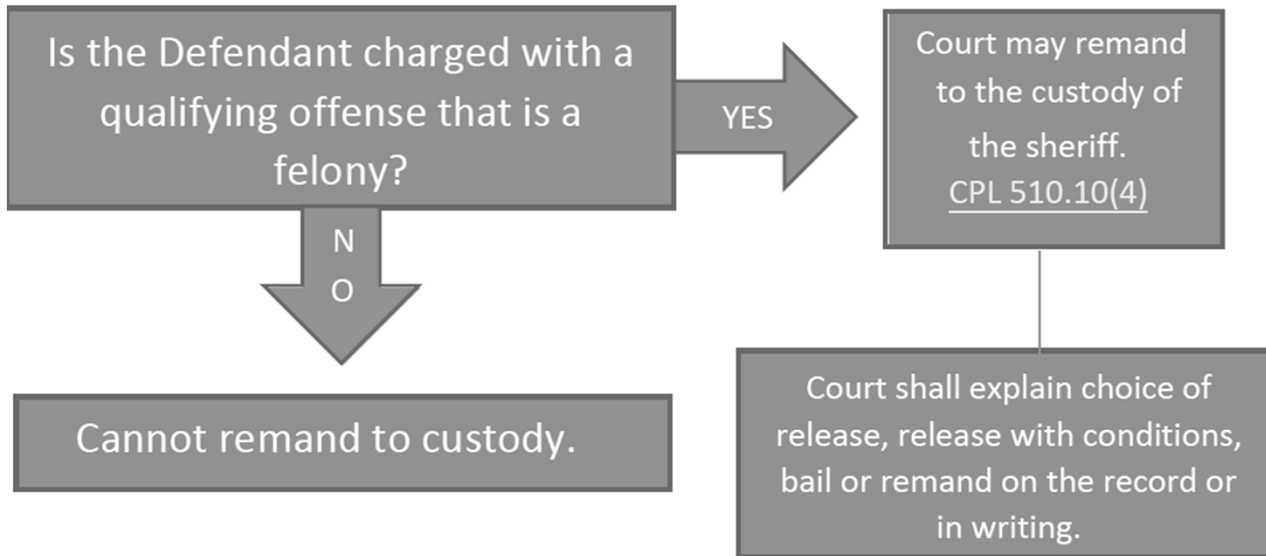 Is the Defendant charged with a
qualifying offense that is a
felony?
YES
Court may remand
to the custody of
the sheriff.
CPL 510.10(4)
N
O
Cannot remand to custody.
Court shall explain choice of
release, release with conditions,
bail or remand on the record or
in writing.